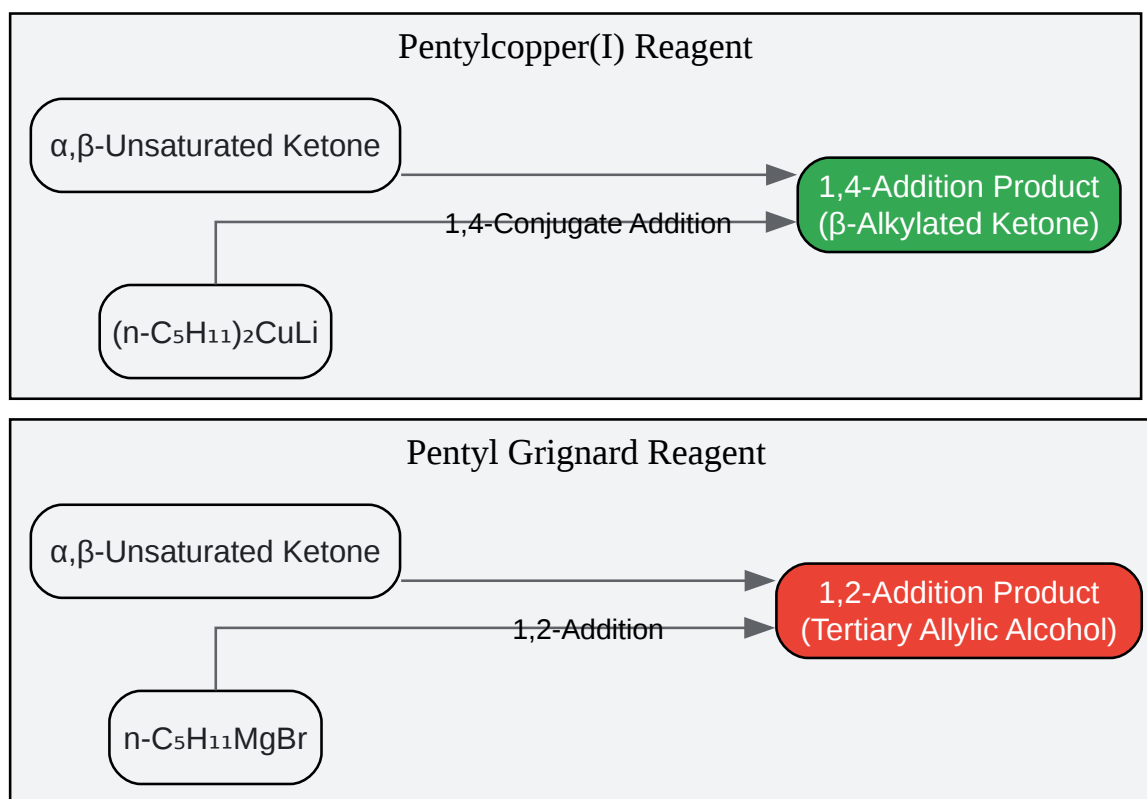 Pentylcopper(I) Reagent
α,β-Unsaturated Ketone
1,4-Addition Product
(β-Alkylated Ketone)
1,4-Conjugate Addition
(n-C₅H₁₁)₂CuLi
Pentyl Grignard Reagent
α,β-Unsaturated Ketone
1,2-Addition Product
(Tertiary Allylic Alcohol)
1,2-Addition
n-C₅H₁₁MgBr